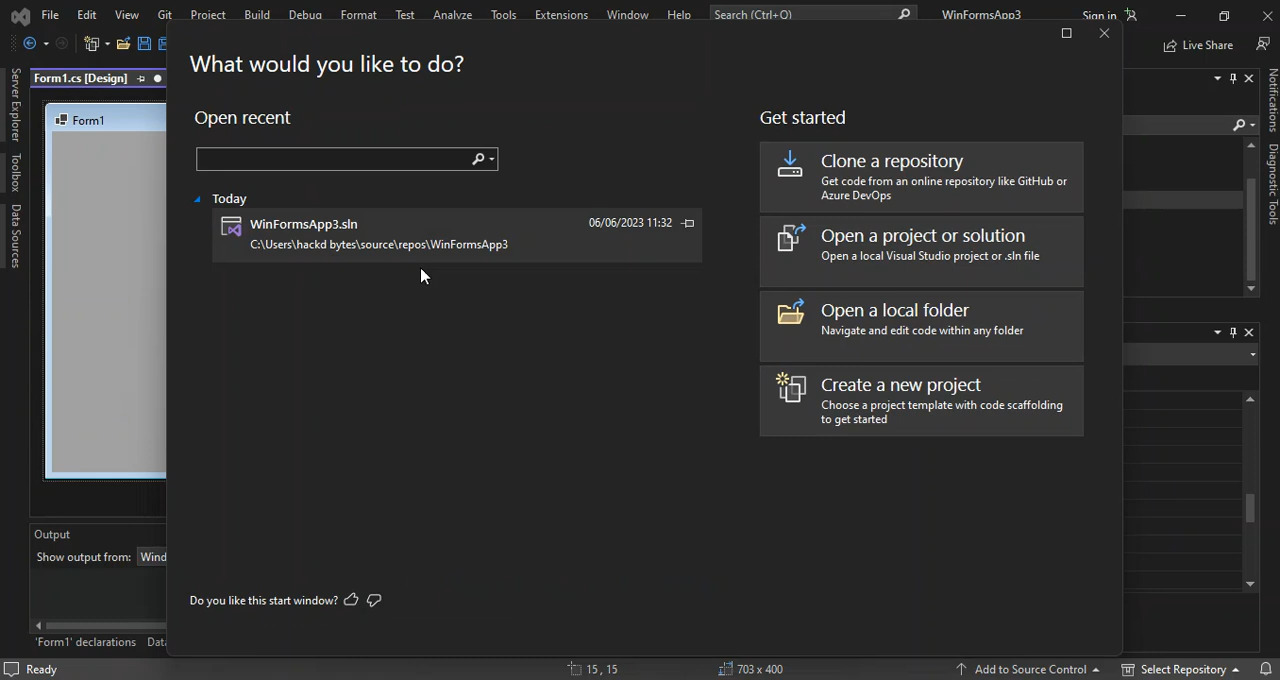 File Edit View Git Project Build Debug Format Test Analyze Tools Extensions Window Help Search (Ctrl+Q) WinFormsApp3 Sign in
Live Share
Form1.cs [Design]
Form1
Server Explorer
Toolbox
Data Sources
What would you like to do?
Open recent
Today
WinFormsApp3.sln 06/06/2023 11:32
C:\Users\hackd bytes\source\repos\WinFormsApp3
Get started
Clone a repository
Get code from an online repository like GitHub or
Azure DevOps
Open a project or solution
Open a local Visual Studio project or .sln file
Open a local folder
Navigate and edit code within any folder
Create a new project
Choose a project template with code scaffolding
to get started
Do you like this start window?
Notifications
Diagnostic Tools
Output
Show output from: Wind
'Form1' declarations Data
Ready 15, 15 703 x 400 Add to Source Control Select Repository